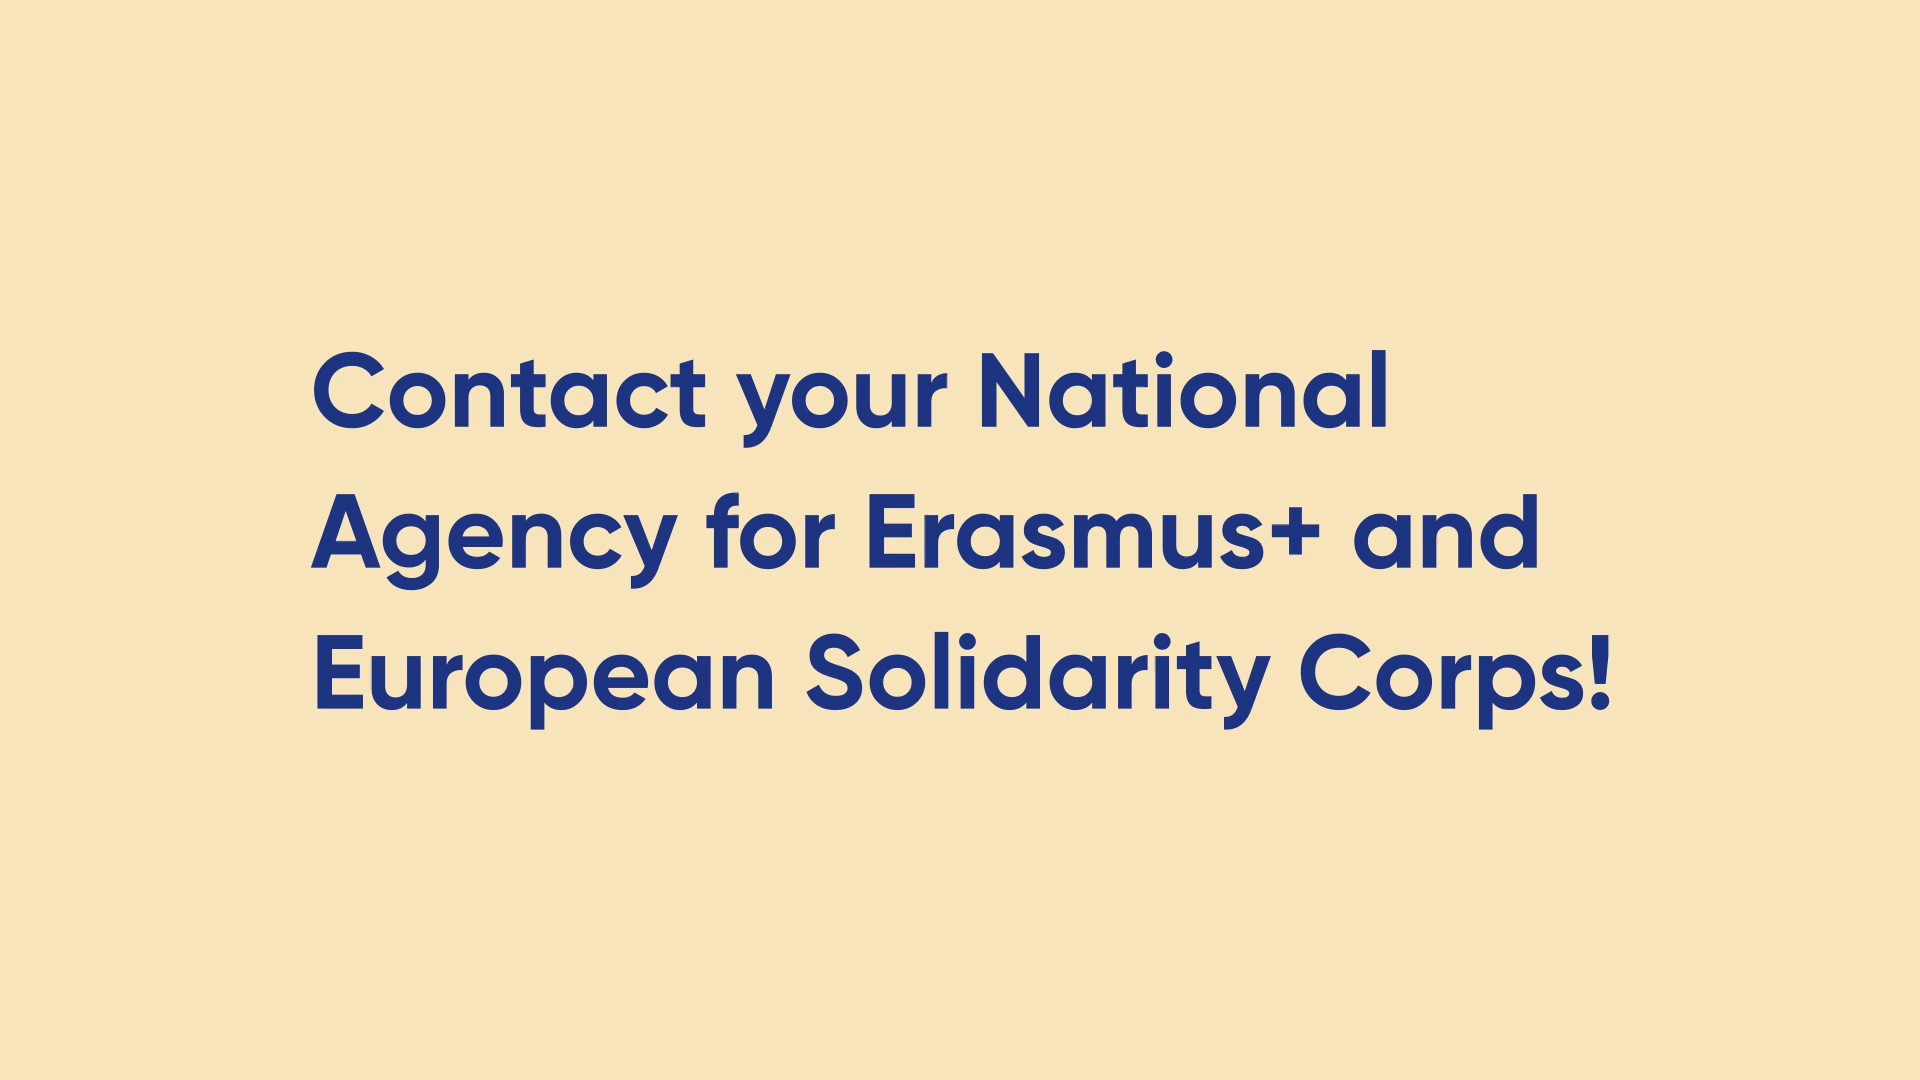 Contact your National
Agency for Erasmus+ and
European Solidarity Corps!